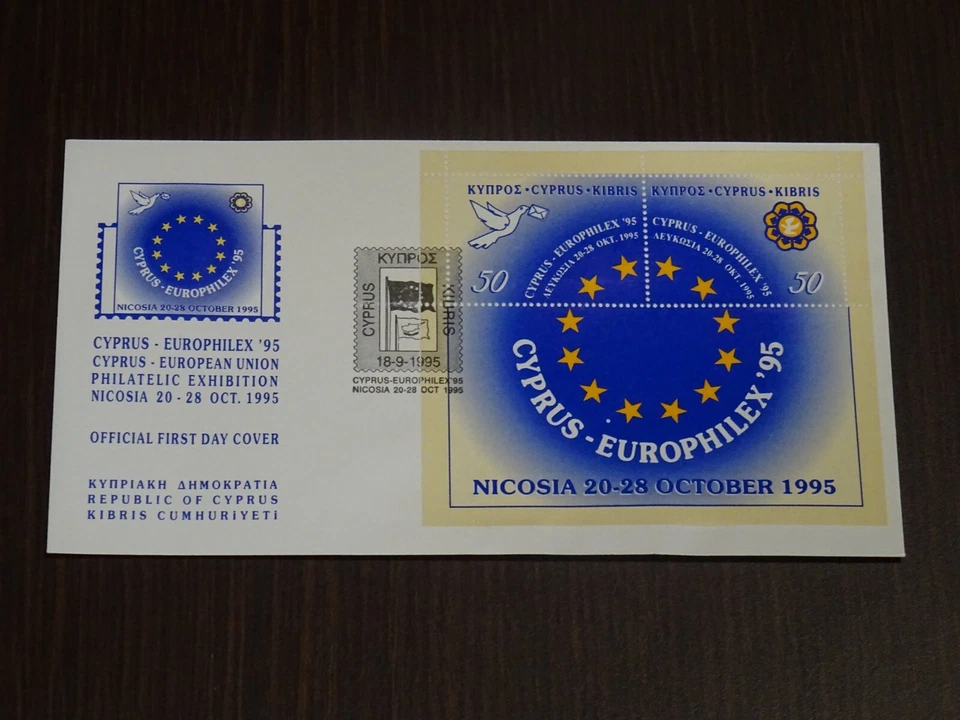 CYPRUS - EUROPHILEX '95
NICOSIA 20-28 OCTOBER 1995
CYPRUS - EUROPHILEX '95
CYPRUS - EUROPEAN UNION
PHILATELIC EXHIBITION
NICOSIA 20 - 28 OCT. 1995
OFFICIAL FIRST DAY COVER
ΚΥΠΡΙΑΚΗ ΔΗΜΟΚΡΑΤΙΑ
REPUBLIC OF CYPRUS
KIBRIS CUMHURİYETİ
ΚΥΠΡΟΣ
CYPRUS
KIBRIS
18-9-1995
CYPRUS-EUROPHILEX'95
NICOSIA 20-28 OCT 1995
ΚΥΠΡΟΣ • CYPRUS • KIBRIS
CYPRUS - EUROPHILEX '95
ΛΕΥΚΩΣΙΑ 20-28 ΟΚΤ. 1995
50
ΚΥΠΡΟΣ • CYPRUS • KIBRIS
CYPRUS - EUROPHILEX '95
ΛΕΥΚΩΣΙΑ 20-28 ΟΚΤ. 1995
50
CYPRUS - EUROPHILEX '95
NICOSIA 20-28 OCTOBER 1995